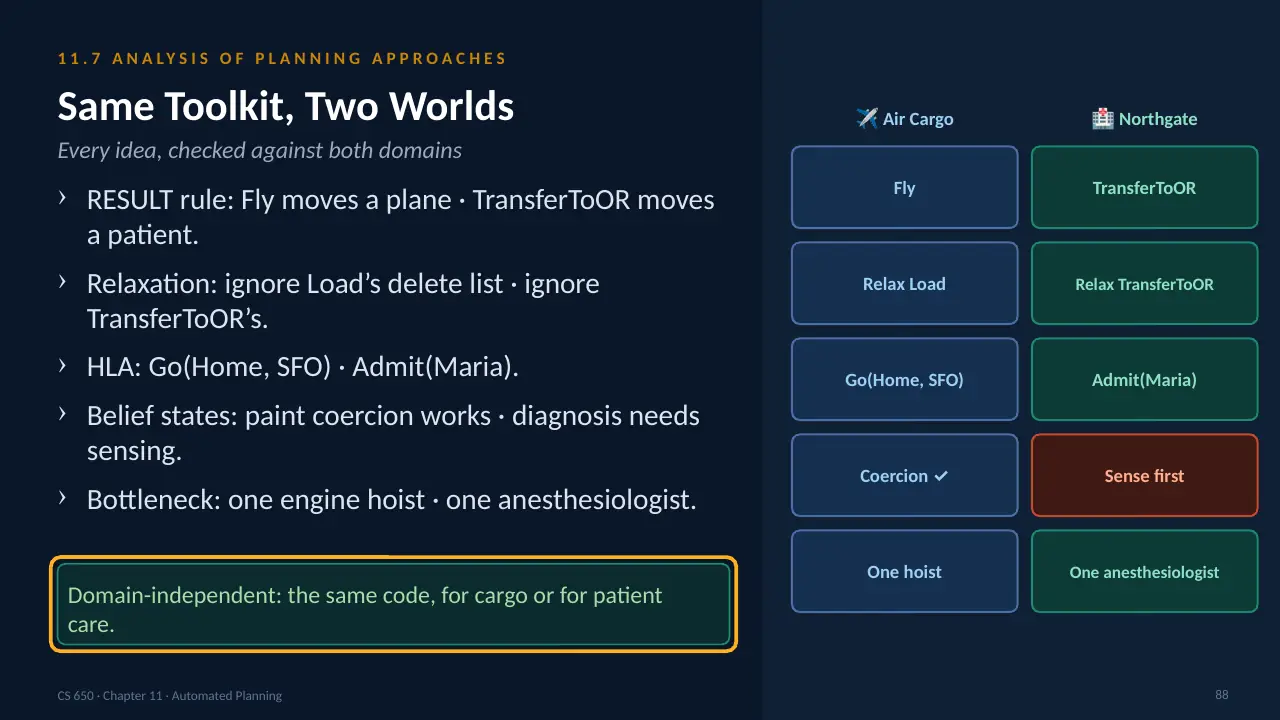 11.7 ANALYSIS OF PLANNING APPROACHES
Same Toolkit, Two Worlds
Every idea, checked against both domains
› RESULT rule: Fly moves a plane · TransferToOR moves
a patient.
› Relaxation: ignore Load’s delete list · ignore
TransferToOR’s.
› HLA: Go(Home, SFO) · Admit(Maria).
› Belief states: paint coercion works · diagnosis needs
sensing.
› Bottleneck: one engine hoist · one anesthesiologist.
Domain-independent: the same code, for cargo or for patient
care.
✈️ Air Cargo
🏥 Northgate
Fly
TransferToOR
Relax Load
Relax TransferToOR
Go(Home, SFO)
Admit(Maria)
Coercion ✓
Sense first
One hoist
One anesthesiologist
CS 650 · Chapter 11 · Automated Planning
88